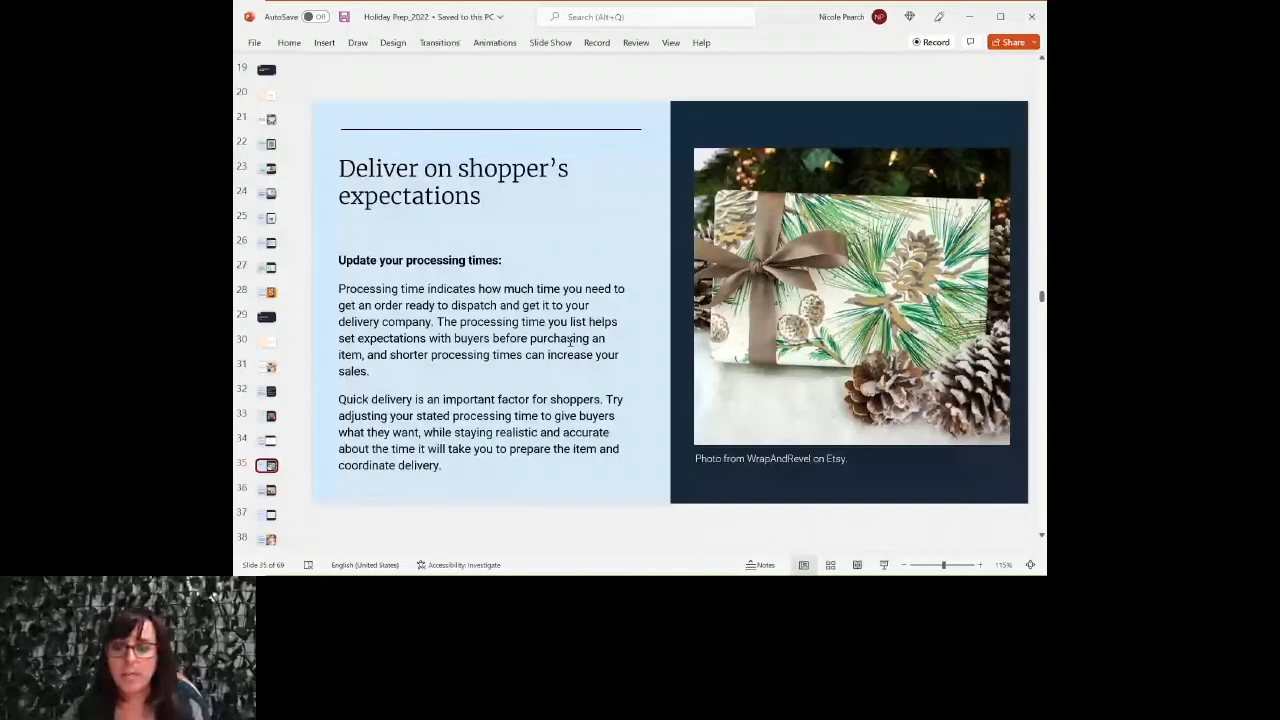 AutoSave Off Holiday_Prep_2022 • Saved to this PC Search (Alt+Q) Nicole Pearch NP
File Home Insert Draw Design Transitions Animations Slide Show Record Review View Help Record Share
19
20
21
22
23
24
25
26
27
28
29
30
31
32
33
34
35
36
37
38
Deliver on shopper’s
expectations
Update your processing times:
Processing time indicates how much time you need to
get an order ready to dispatch and get it to your
delivery company. The processing time you list helps
set expectations with buyers before purchasing an
item, and shorter processing times can increase your
sales.
Quick delivery is an important factor for shoppers. Try
adjusting your stated processing time to give buyers
what they want, while staying realistic and accurate
about the time it will take you to prepare the item and
coordinate delivery.
Photo from WrapAndRevel on Etsy.
Slide 35 of 69 English (United States) Accessibility: Investigate Notes 115%